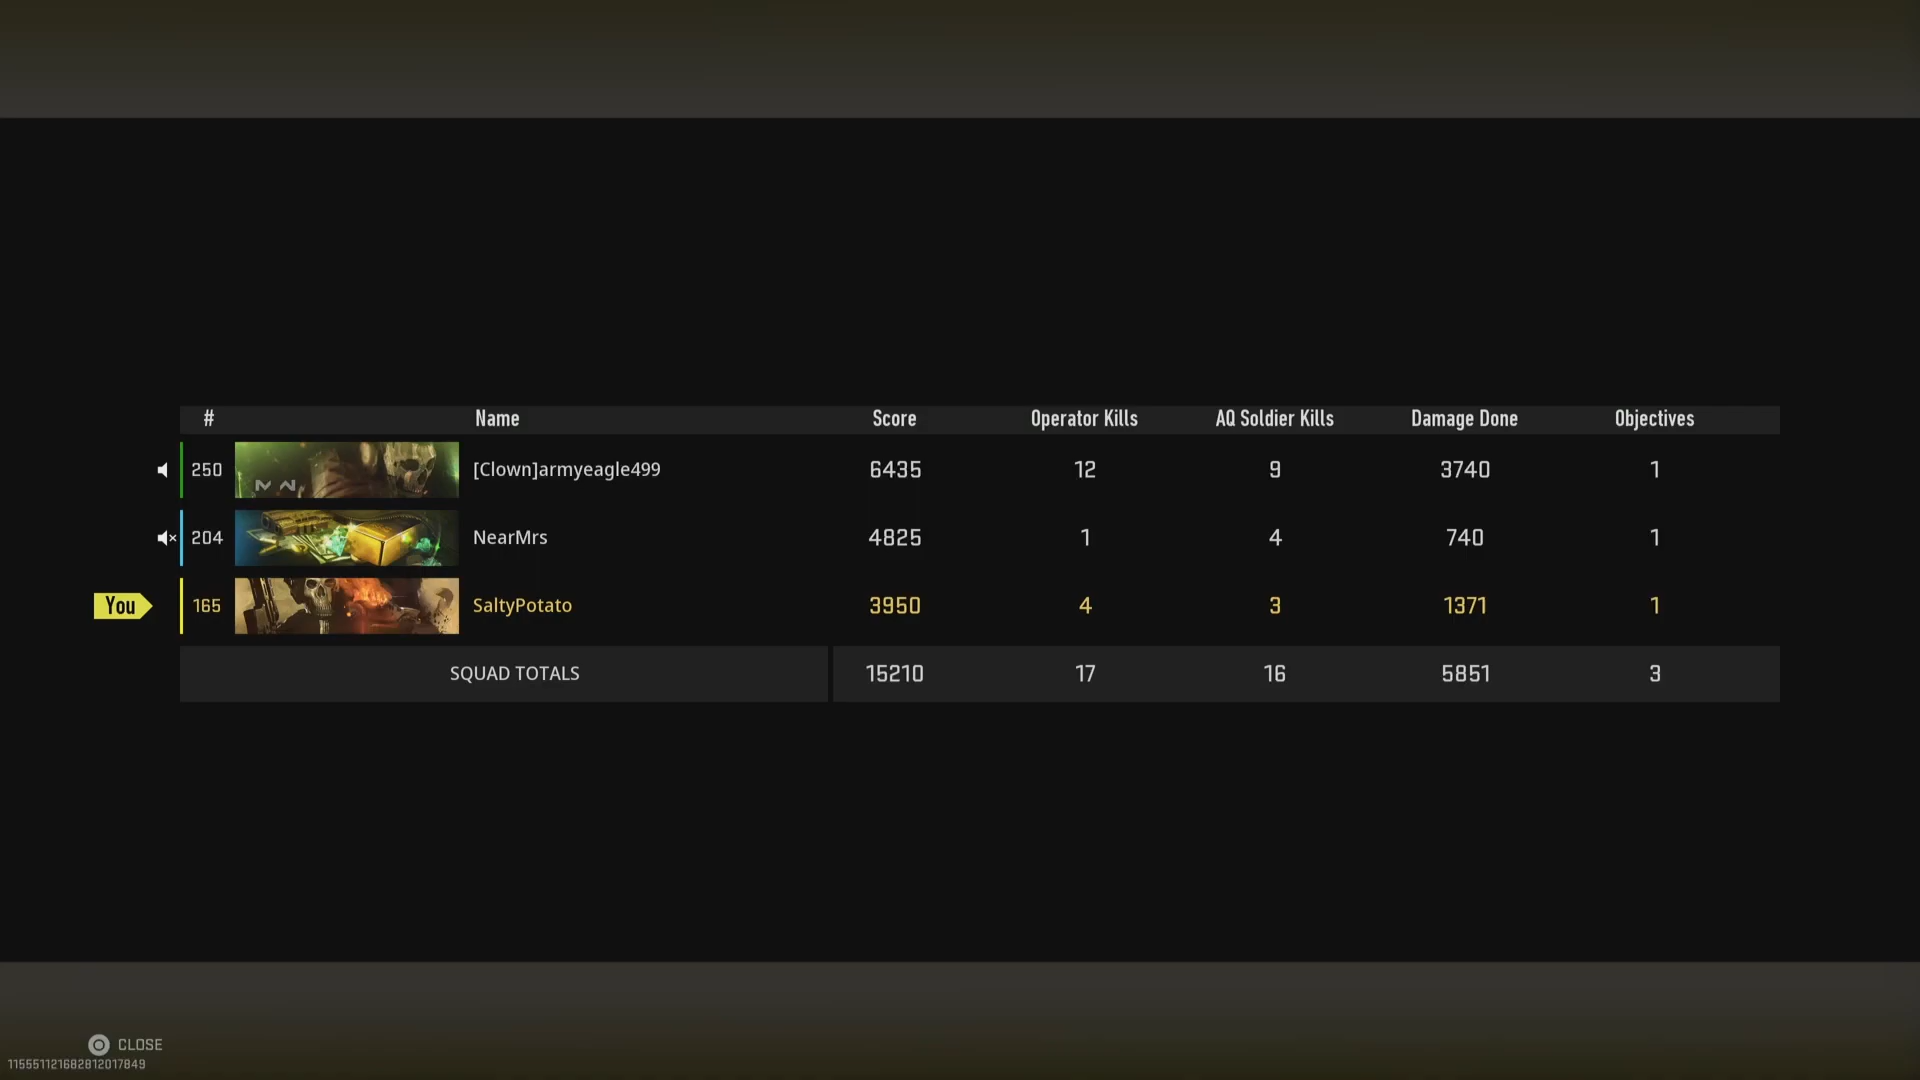 # Name Score Operator Kills AQ Soldier Kills Damage Done Objectives
250 [Clown]armyeagle499 6435 12 9 3740 1
204 NearMrs 4825 1 4 740 1
You 165 SaltyPotato 3950 4 3 1371 1
SQUAD TOTALS 15210 17 16 5851 3
CLOSE
11555112168281201784​9